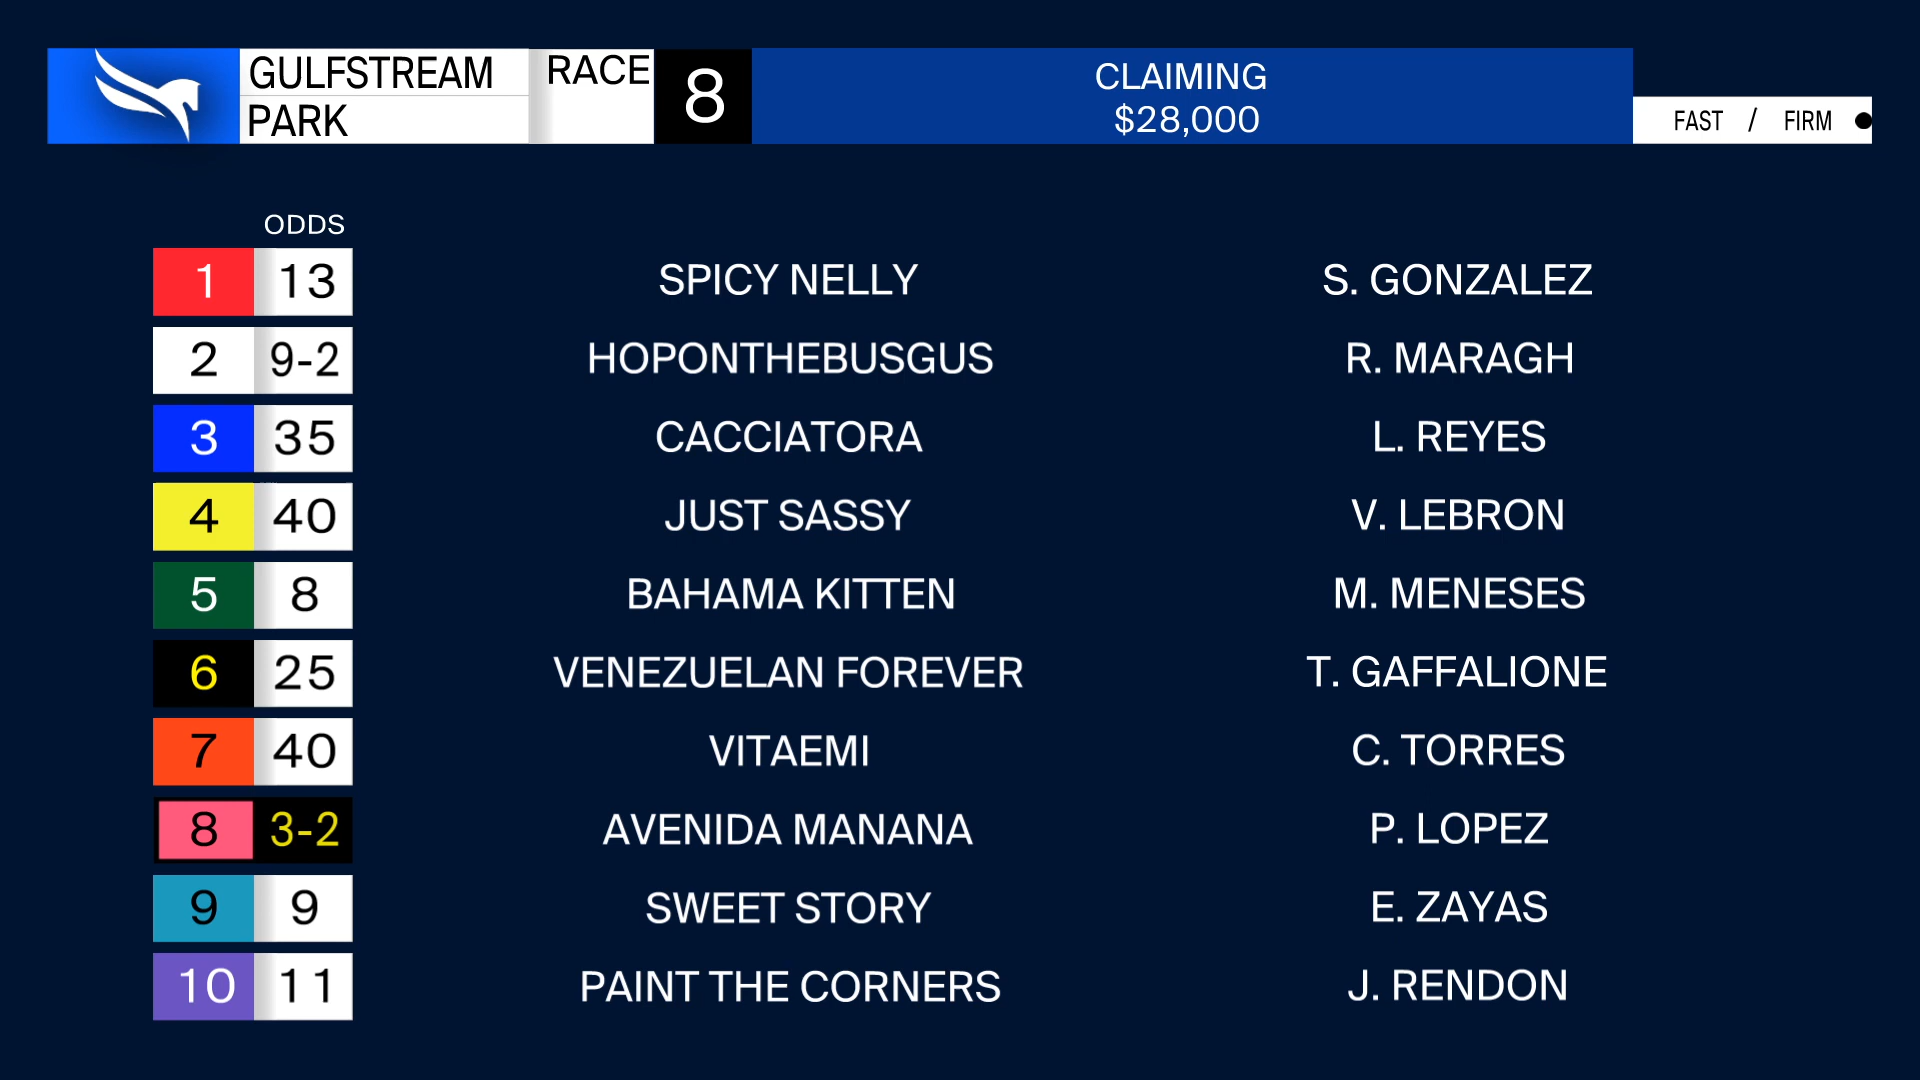 GULFSTREAM
PARK
RACE
8
CLAIMING
$28,000
FAST / FIRM
ODDS
1 13 SPICY NELLY S. GONZALEZ
2 9-2 HOPONTHEBUSGUS R. MARAGH
3 35 CACCIATORA L. REYES
4 40 JUST SASSY V. LEBRON
5 8 BAHAMA KITTEN M. MENESES
6 25 VENEZUELAN FOREVER T. GAFFALIONE
7 40 VITAEMI C. TORRES
8 3-2 AVENIDA MANANA P. LOPEZ
9 9 SWEET STORY E. ZAYAS
10 11 PAINT THE CORNERS J. RENDON